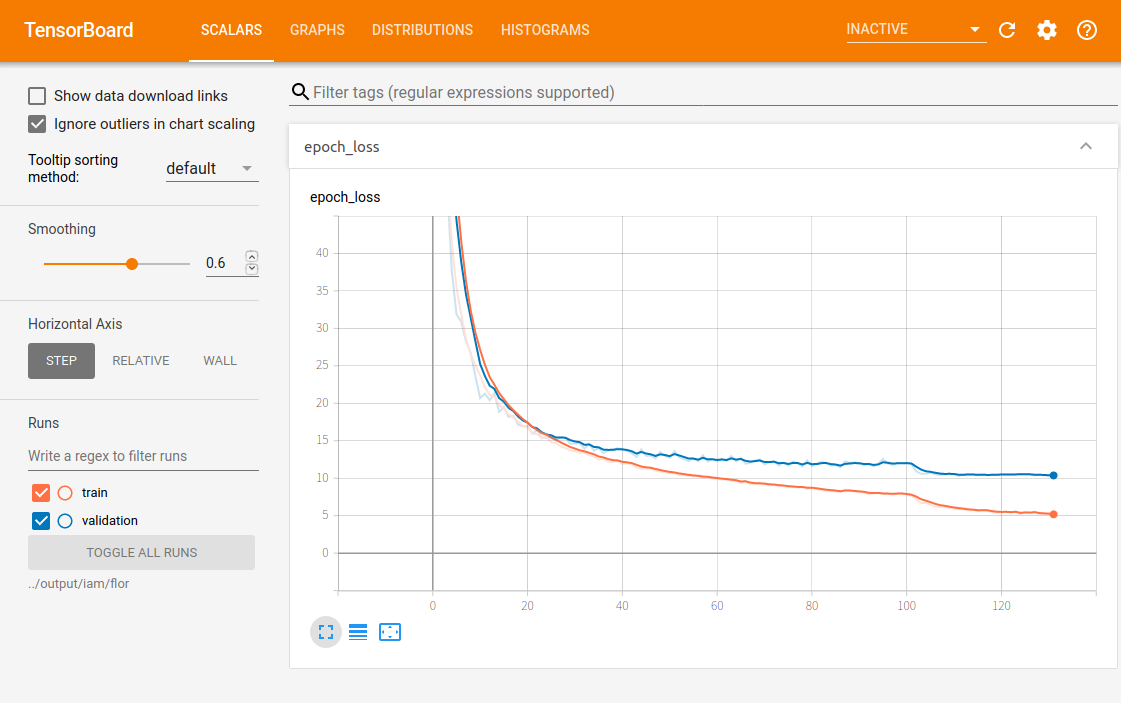 TensorBoard
SCALARS GRAPHS DISTRIBUTIONS HISTOGRAMS
INACTIVE
Show data download links
Ignore outliers in chart scaling
Tooltip sorting
method:
default
Smoothing
0.6
Horizontal Axis
STEP RELATIVE WALL
Runs
Write a regex to filter runs
train
validation
TOGGLE ALL RUNS
../output/iam/flor
Filter tags (regular expressions supported)
epoch_loss
epoch_loss
40
35
30
25
20
15
10
5
0
0 20 40 60 80 100 120